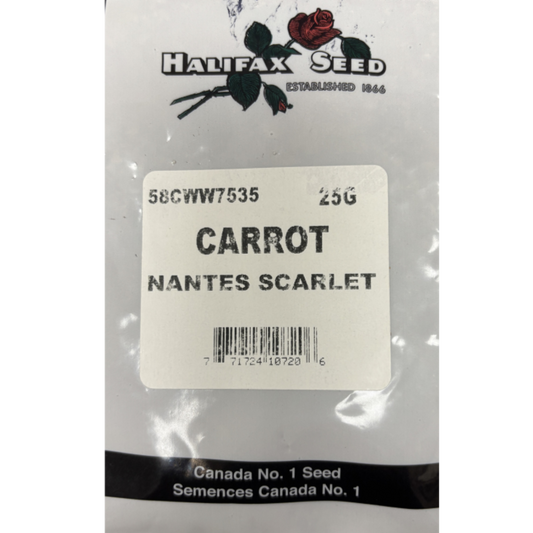 HALIFAX SEED
ESTABLISHED 1866
58CWW7535 25G
CARROT
NANTES SCARLET
7 71724 10720 6
Canada No. 1 Seed
Semences Canada No. 1